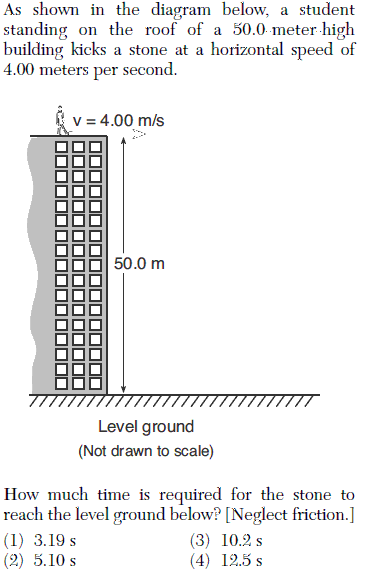 As shown in the diagram below, a student
standing on the roof of a 50.0-meter-high
building kicks a stone at a horizontal speed of
4.00 meters per second.
v = 4.00 m/s
50.0 m
Level ground
(Not drawn to scale)
How much time is required for the stone to
reach the level ground below? [Neglect friction.]
(1) 3.19 s (3) 10.2 s
(2) 5.10 s (4) 12.5 s